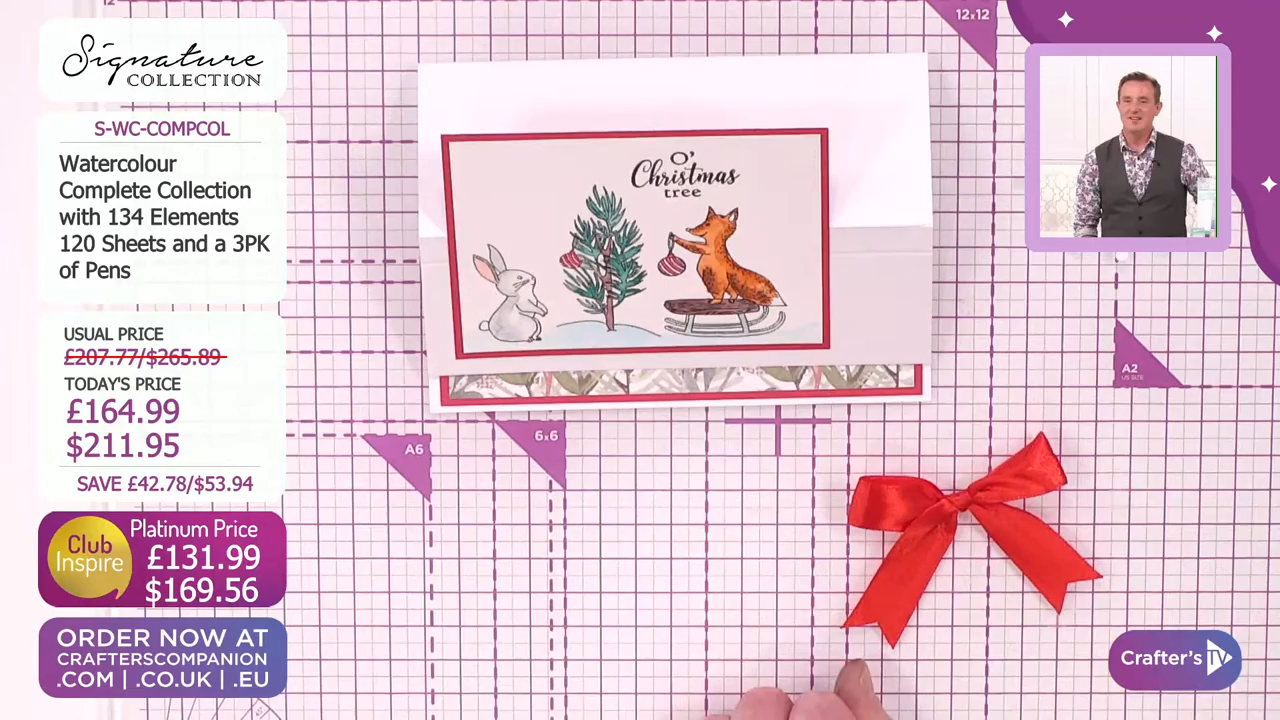 Signature
COLLECTION
S-WC-COMPCOL
Watercolour
Complete Collection
with 134 Elements
120 Sheets and a 3PK
of Pens
USUAL PRICE
£207.77/$265.89
TODAY'S PRICE
£164.99
$211.95
SAVE £42.78/$53.94
Club
Inspire
Platinum Price
£131.99
$169.56
ORDER NOW AT
CRAFTERSCOMPANION
.COM | .CO.UK | .EU
12
12x12
O'
Christmas
tree
A2
US SIZE
A6
6x6
Crafter's TV